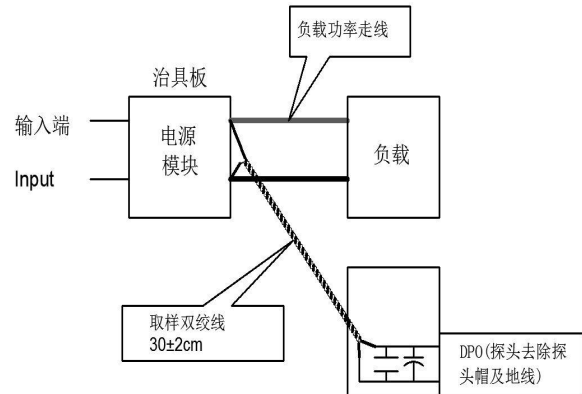 负载功率走线
治具板
输入端
Input
电源
模块
负载
取样双绞线
30±2cm
DPO(探头去除探
头帽及地线)